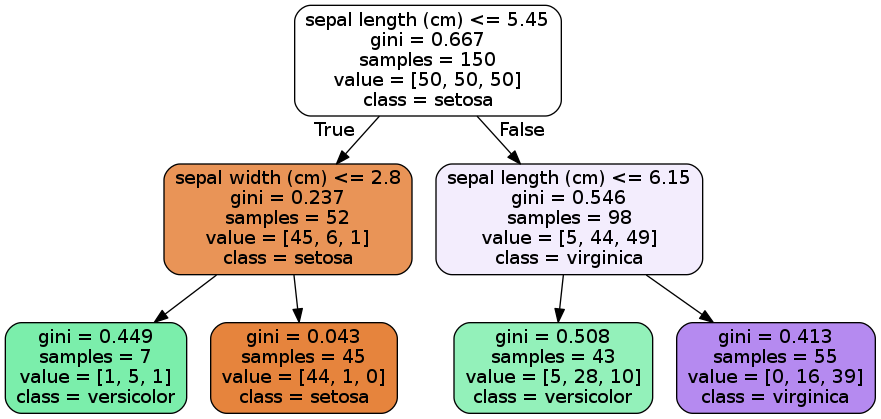 sepal length (cm) <= 5.45
gini = 0.667
samples = 150
value = [50, 50, 50]
class = setosa
True
False
sepal width (cm) <= 2.8
gini = 0.237
samples = 52
value = [45, 6, 1]
class = setosa
sepal length (cm) <= 6.15
gini = 0.546
samples = 98
value = [5, 44, 49]
class = virginica
gini = 0.449
samples = 7
value = [1, 5, 1]
class = versicolor
gini = 0.043
samples = 45
value = [44, 1, 0]
class = setosa
gini = 0.508
samples = 43
value = [5, 28, 10]
class = versicolor
gini = 0.413
samples = 55
value = [0, 16, 39]
class = virginica